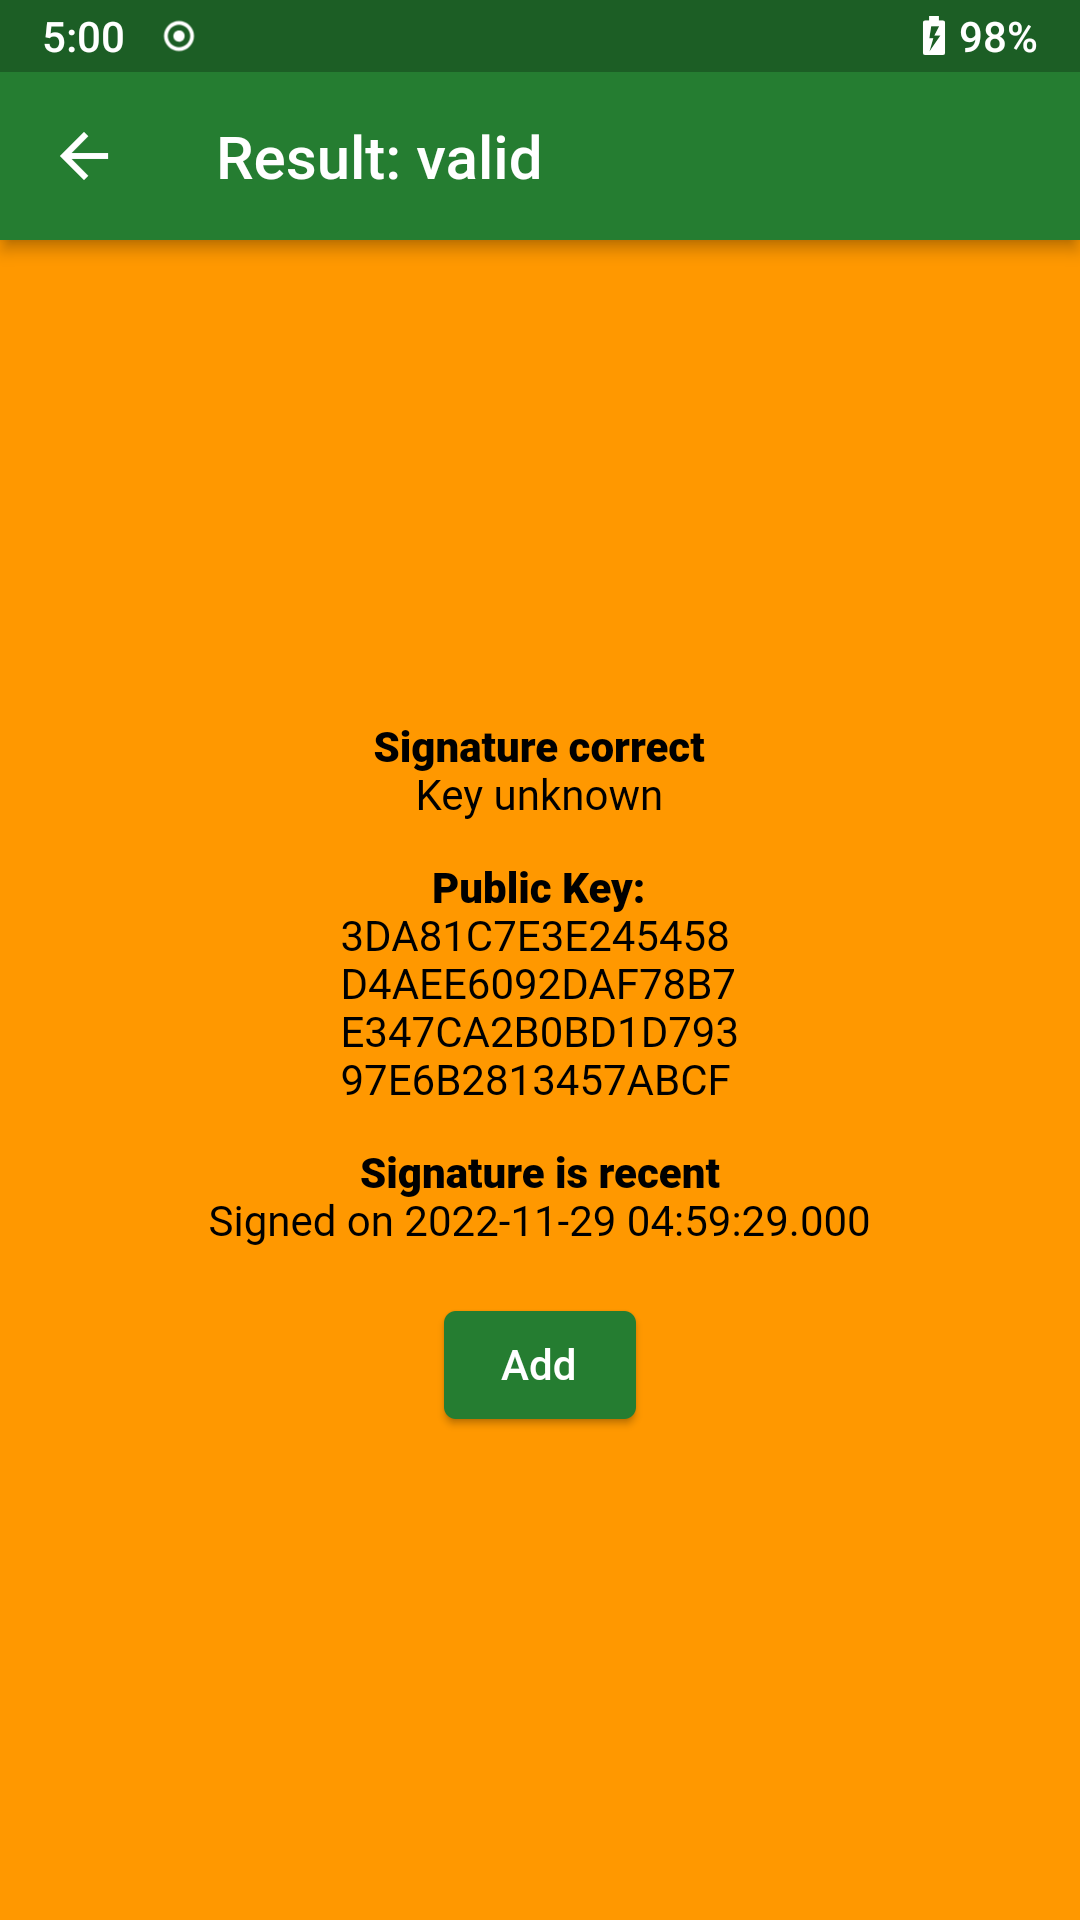 5:00
98%
Result: valid
Signature correct
Key unknown
Public Key:
3DA81C7E3E245458
D4AEE6092DAF78B7
E347CA2B0BD1D793
97E6B2813457ABCF
Signature is recent
Signed on 2022-11-29 04:59:29.000
Add